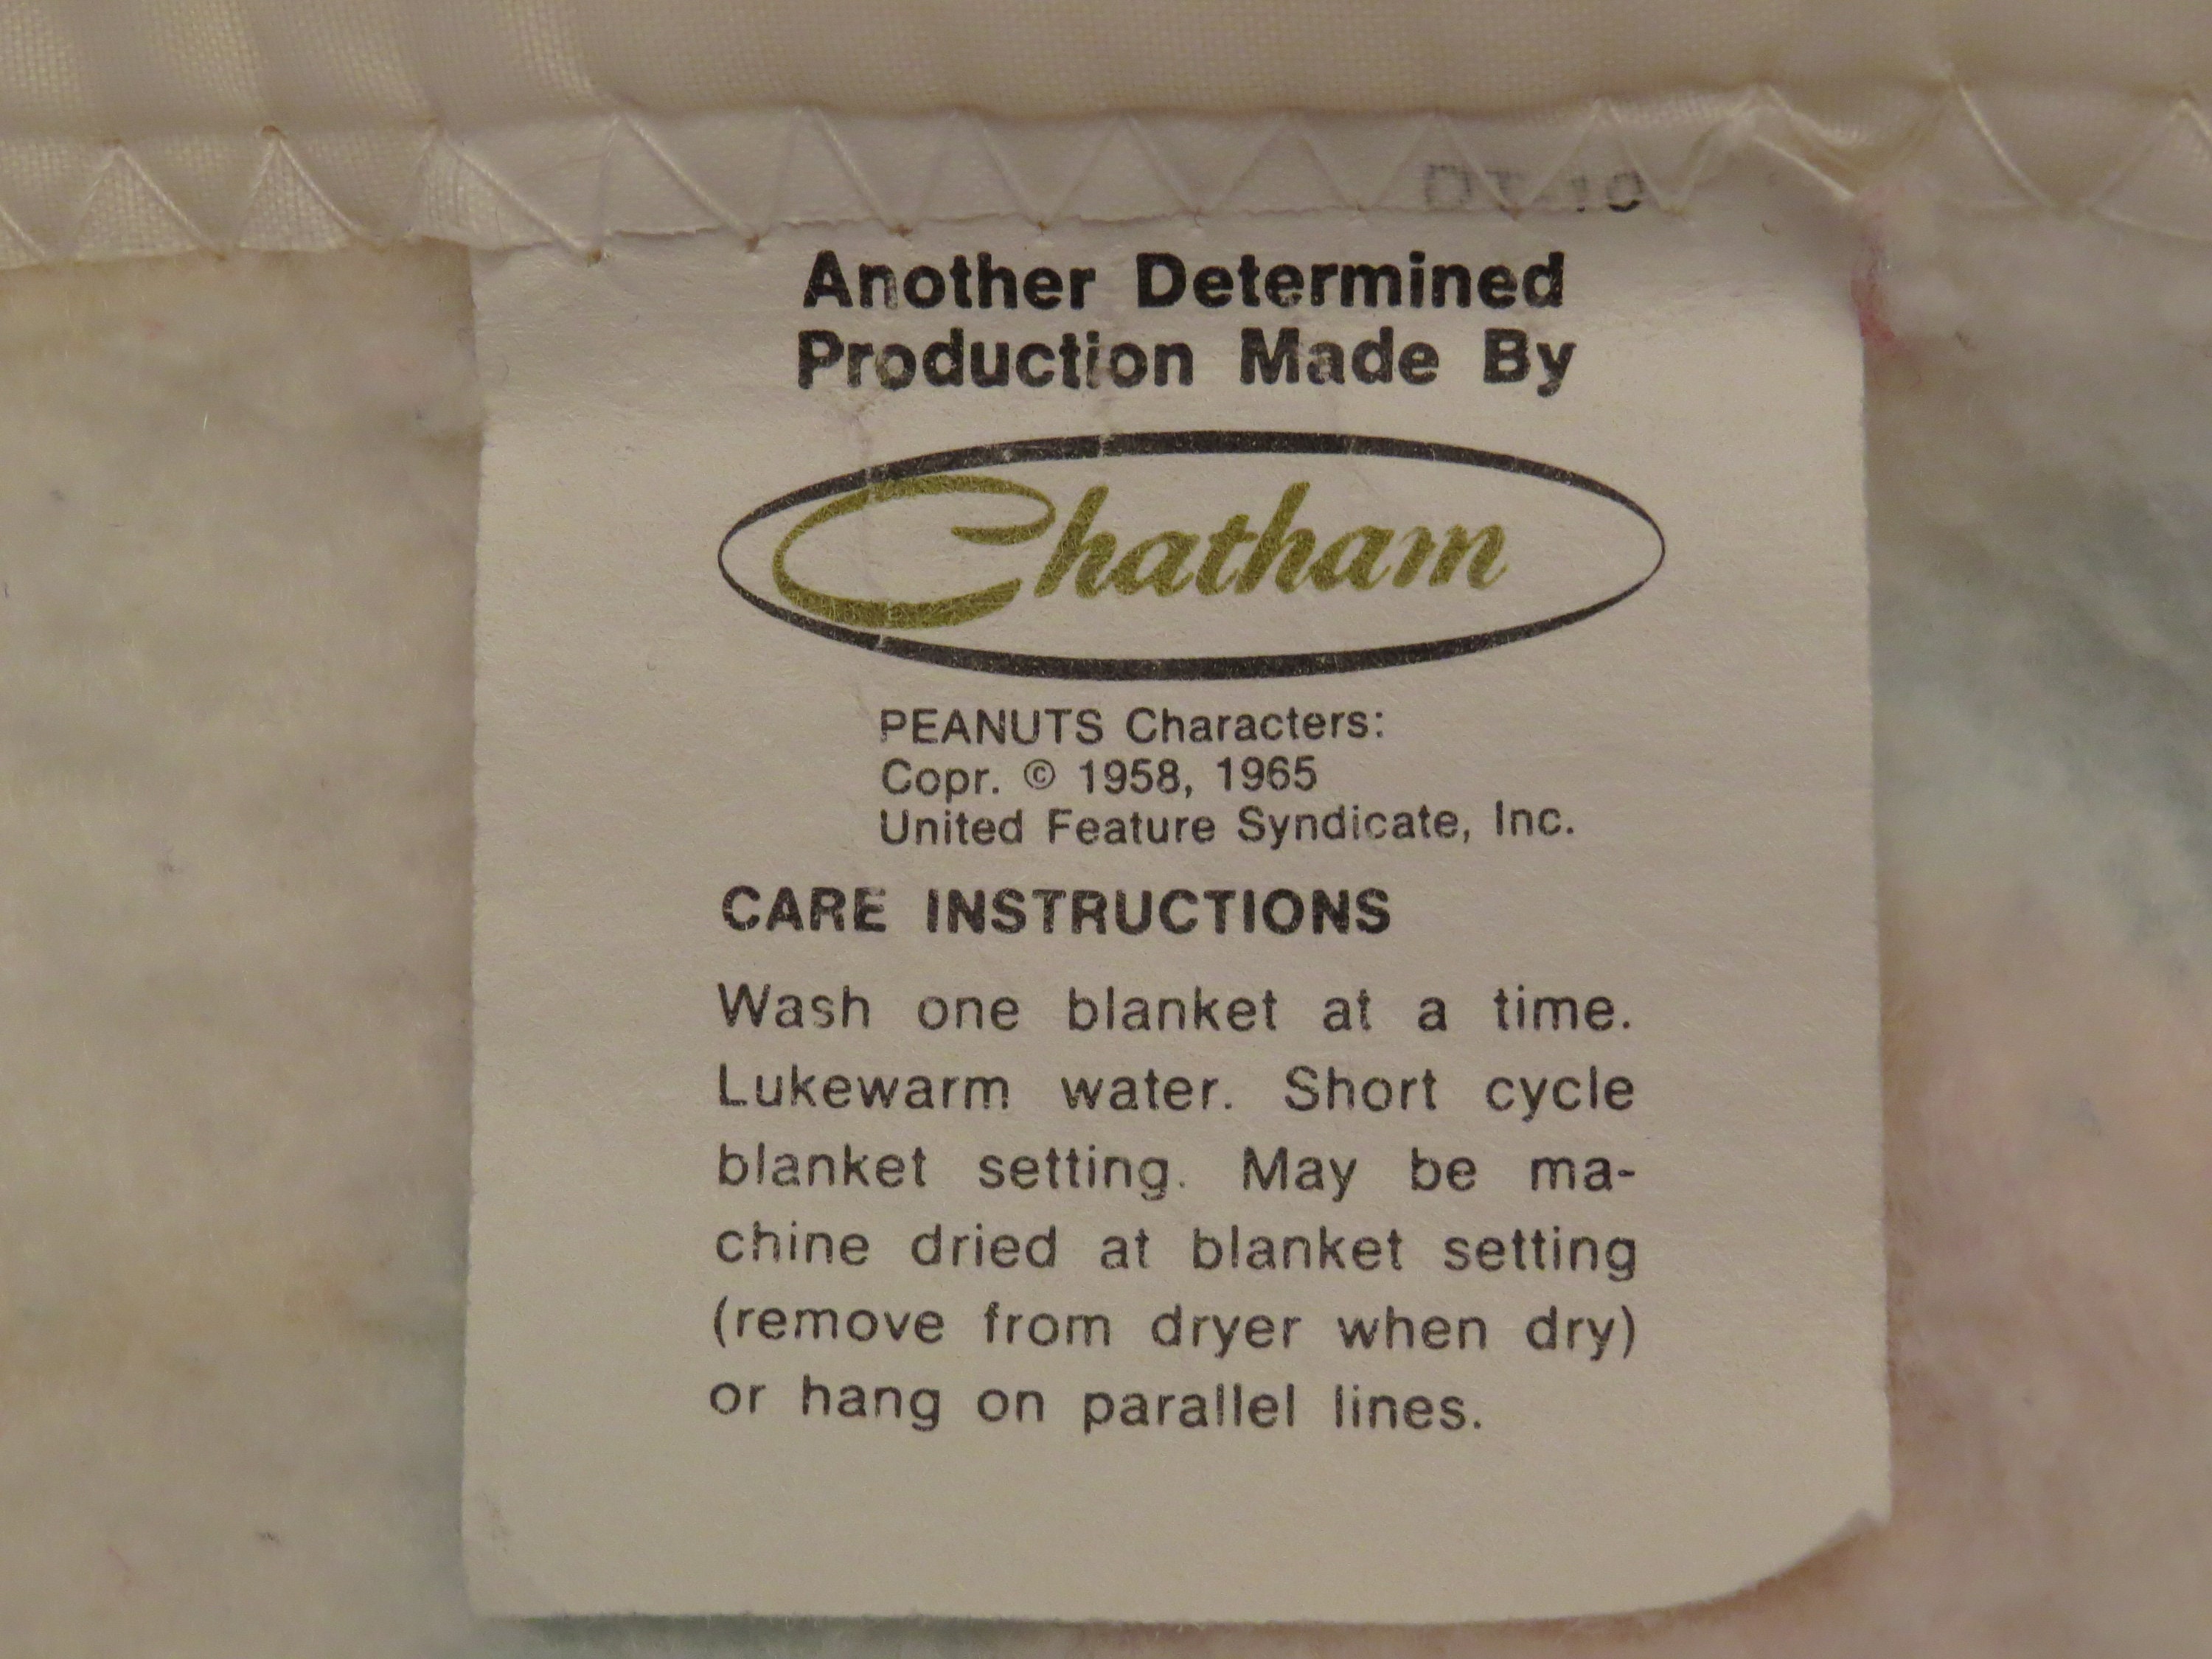 Another Determined
Production Made By
Chatham
PEANUTS Characters:
Copr. © 1958, 1965
United Feature Syndicate, Inc.
CARE INSTRUCTIONS
Wash one blanket at a time.
Lukewarm water. Short cycle
blanket setting. May be ma-
chine dried at blanket setting
(remove from dryer when dry)
or hang on parallel lines.